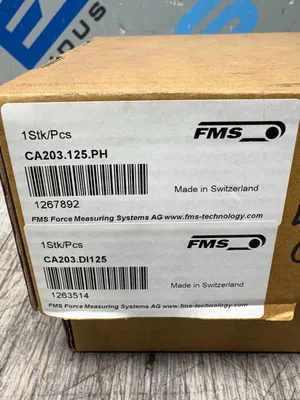 1Stk/Pcs
FMS
CA203.125.PH
Made in Switzerland
1267892
FMS Force Measuring Systems AG www.fms-technology.com
1Stk/Pcs
FMS
CA203.DI125
Made in Switzerland
1263514
FMS Force Measuring Systems AG www.fms-technology.com